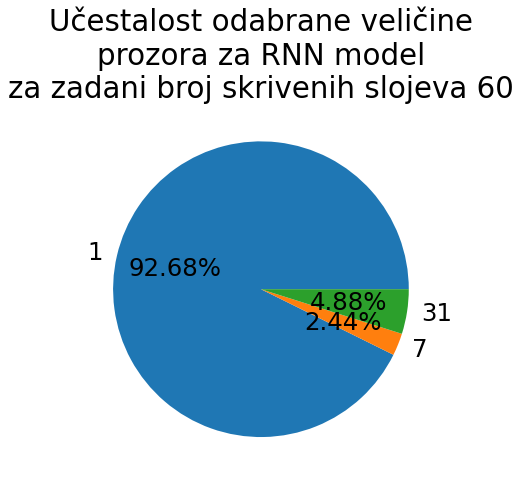 Učestalost odabrane veličine
prozora za RNN model
za zadani broj skrivenih slojeva 60
1
92.68%
4.88%
31
2.44%
7